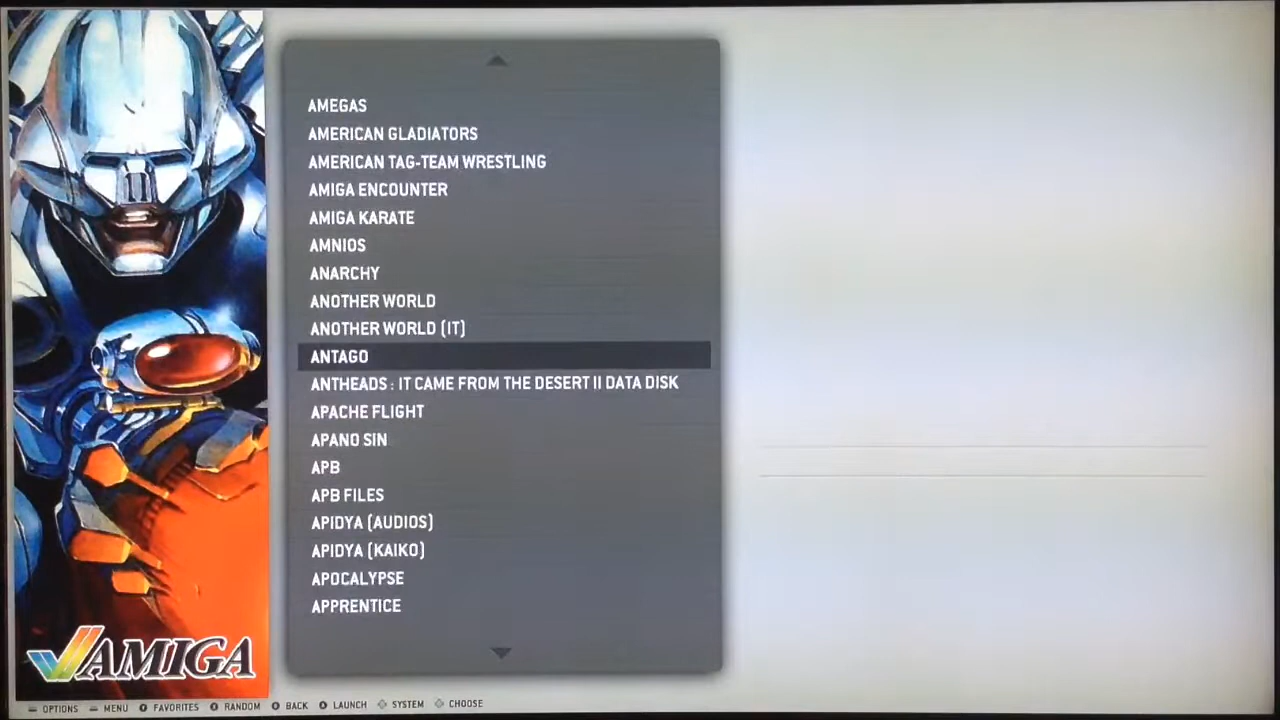 AMEGAS
AMERICAN GLADIATORS
AMERICAN TAG-TEAM WRESTLING
AMIGA ENCOUNTER
AMIGA KARATE
AMNIOS
ANARCHY
ANOTHER WORLD
ANOTHER WORLD (IT)
ANTAGO
ANTHEADS : IT CAME FROM THE DESERT II DATA DISK
APACHE FLIGHT
APANO SIN
APB
APB FILES
APIDYA (AUDIOS)
APIDYA (KAIKO)
APOCALYPSE
APPRENTICE
AMIGA
OPTIONS MENU FAVORITES RANDOM BACK LAUNCH SYSTEM CHOOSE